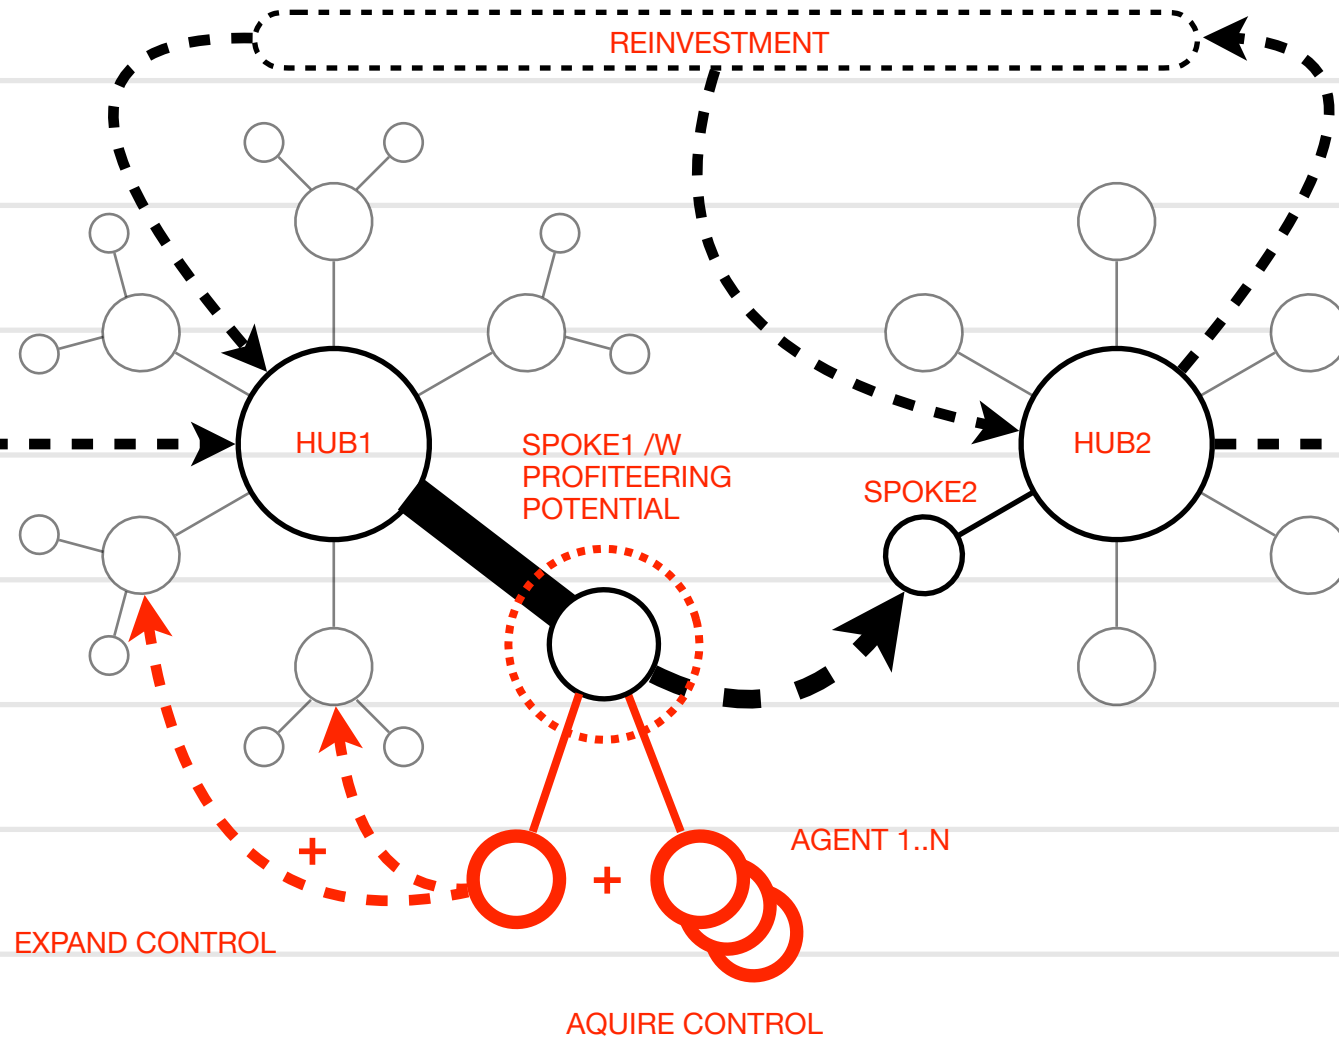 REINVESTMENT
HUB1
SPOKE1 /W
PROFITEERING
POTENTIAL
HUB2
SPOKE2
+
+
AGENT 1..N
EXPAND CONTROL
AQUIRE CONTROL